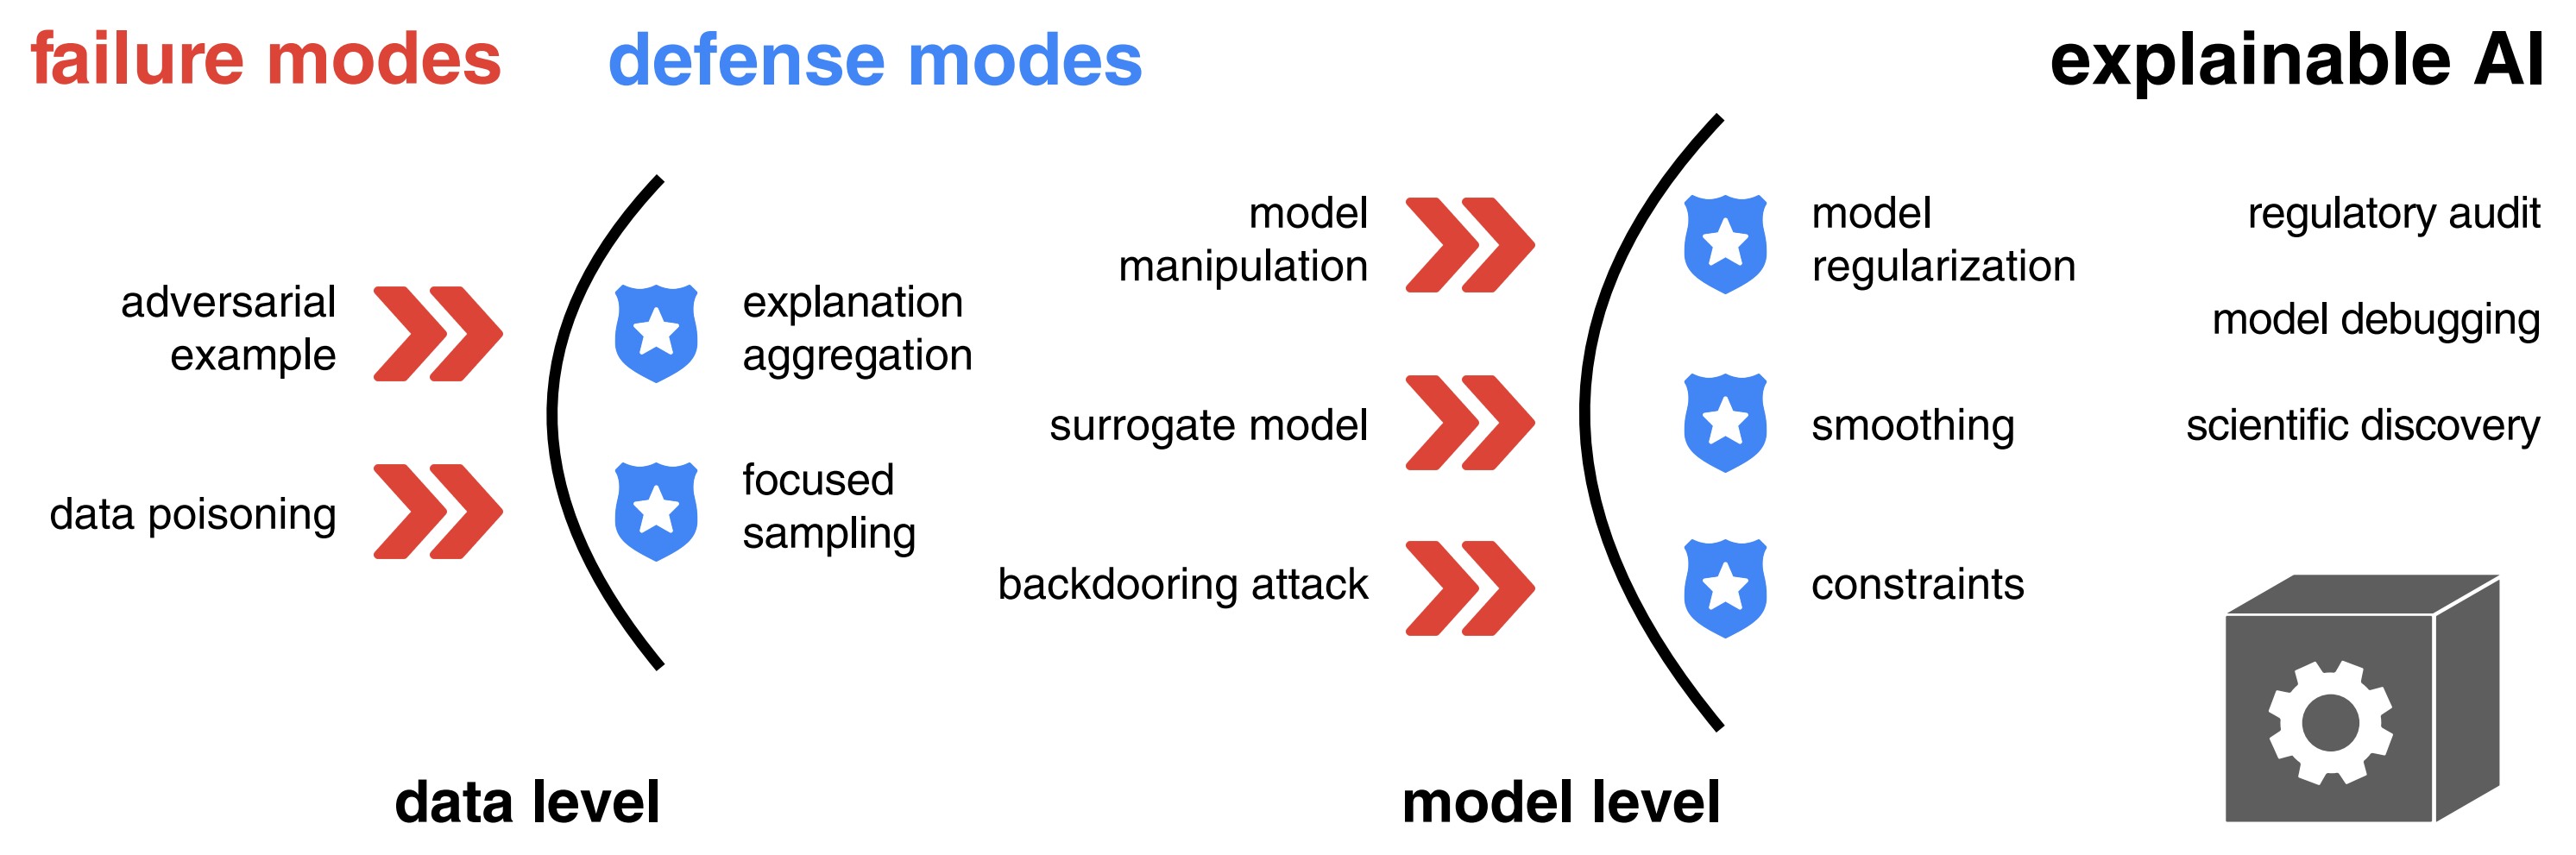 failure modes
defense modes
explainable AI
adversarial
example
data poisoning
explanation
aggregation
focused
sampling
data level
model
manipulation
surrogate model
backdooring attack
model
regularization
smoothing
constraints
model level
regulatory audit
model debugging
scientific discovery